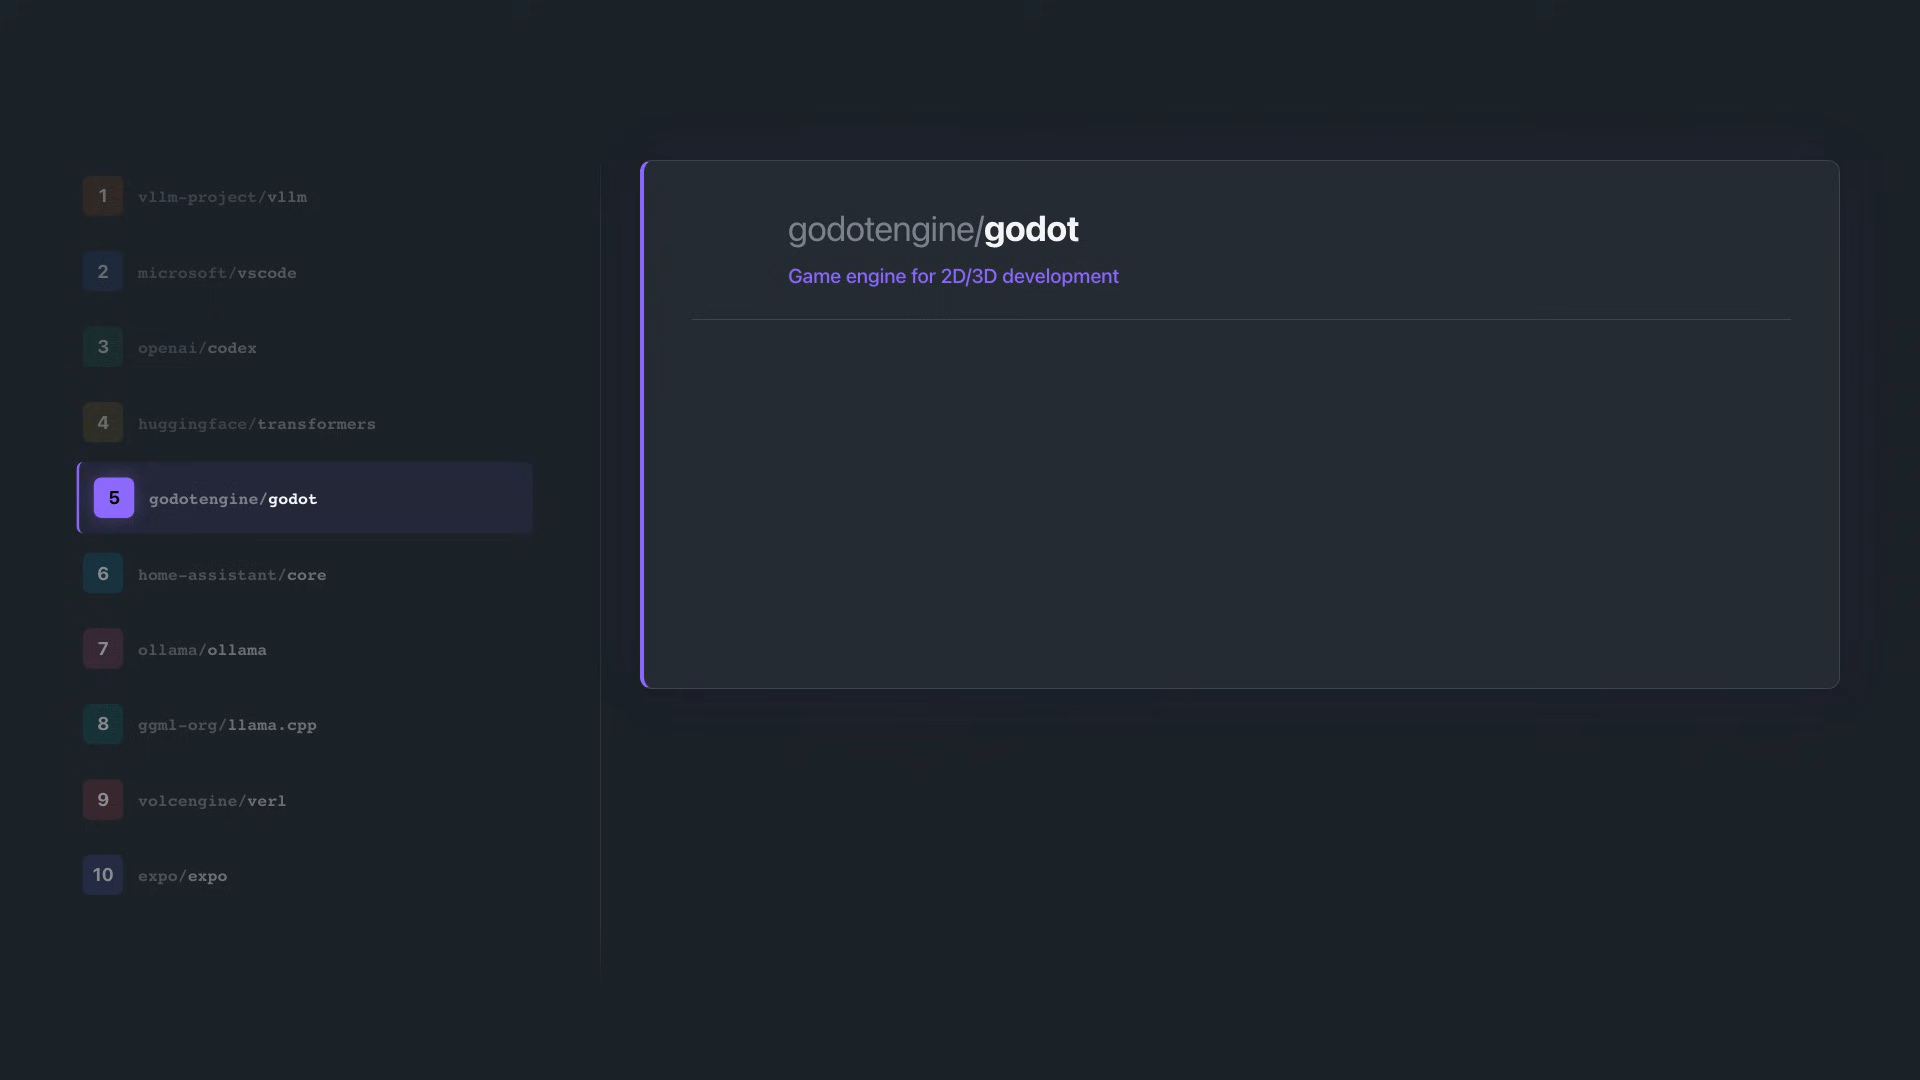 1 vllm-project/vllm
2 microsoft/vscode
3 openai/codex
4 huggingface/transformers
5 godotengine/godot
6 home-assistant/core
7 ollama/ollama
8 ggml-org/llama.cpp
9 volcengine/verl
10 expo/expo
godotengine/godot
Game engine for 2D/3D development